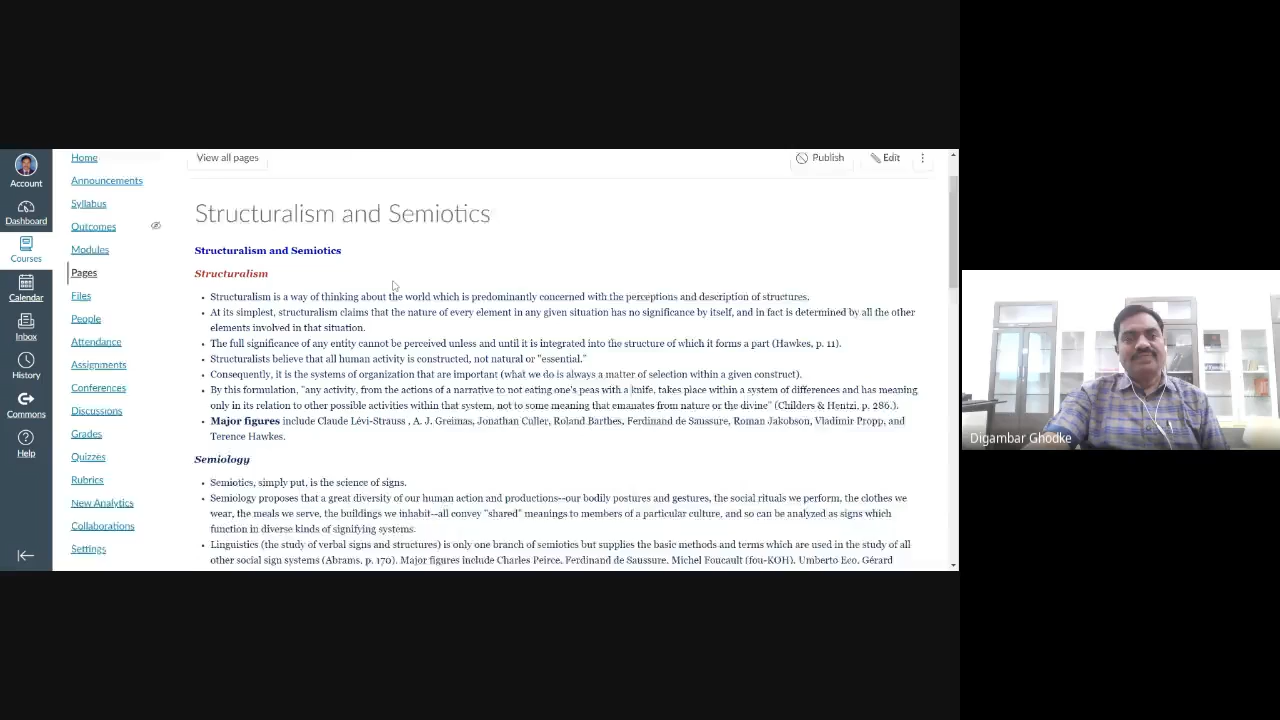 Account
Dashboard
Courses
Calendar
Inbox
History
Commons
Help
Home
Announcements
Syllabus
Outcomes
Modules
Pages
Files
People
Attendance
Assignments
Conferences
Discussions
Grades
Quizzes
Rubrics
New Analytics
Collaborations
Settings
View all pages
Publish
Edit
Structuralism and Semiotics
Structuralism and Semiotics
Structuralism
• Structuralism is a way of thinking about the world which is predominantly concerned with the perceptions and description of structures.
• At its simplest, structuralism claims that the nature of every element in any given situation has no significance by itself, and in fact is determined by all the other
elements involved in that situation.
• The full significance of any entity cannot be perceived unless and until it is integrated into the structure of which it forms a part (Hawkes, p. 11).
• Structuralists believe that all human activity is constructed, not natural or "essential."
• Consequently, it is the systems of organization that are important (what we do is always a matter of selection within a given construct).
• By this formulation, "any activity, from the actions of a narrative to not eating one's peas with a knife, takes place within a system of differences and has meaning
only in its relation to other possible activities within that system, not to some meaning that emanates from nature or the divine" (Childers & Hentzi, p. 286.).
• Major figures include Claude Lévi-Strauss , A. J. Greimas, Jonathan Culler, Roland Barthes, Ferdinand de Saussure, Roman Jakobson, Vladimir Propp, and
Terence Hawkes.
Semiology
• Semiotics, simply put, is the science of signs.
• Semiology proposes that a great diversity of our human action and productions--our bodily postures and gestures, the social rituals we perform, the clothes we
wear, the meals we serve, the buildings we inhabit--all convey "shared" meanings to members of a particular culture, and so can be analyzed as signs which
function in diverse kinds of signifying systems.
• Linguistics (the study of verbal signs and structures) is only one branch of semiotics but supplies the basic methods and terms which are used in the study of all
other social sign systems (Abrams, p. 170). Major figures include Charles Peirce, Ferdinand de Saussure, Michel Foucault (fou-KOH), Umberto Eco, Gérard
Digambar Ghodke